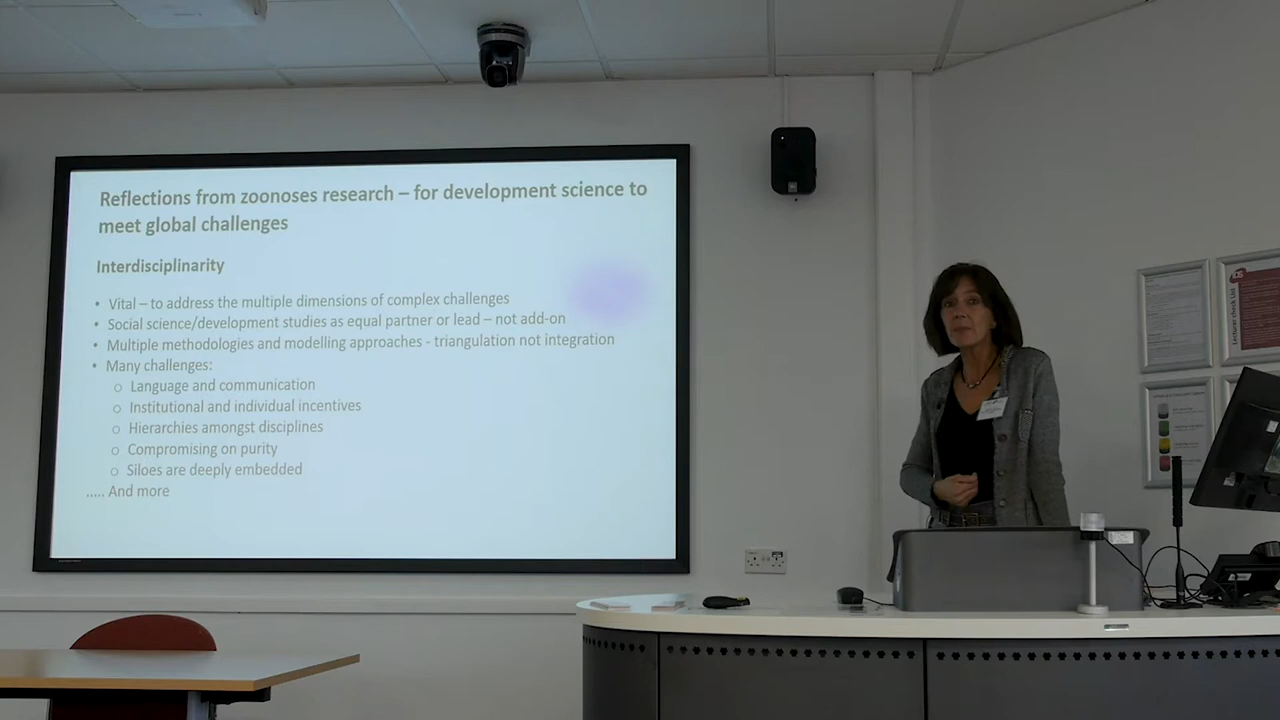 Reflections from zoonoses research – for development science to
meet global challenges
Interdisciplinarity
• Vital – to address the multiple dimensions of complex challenges
• Social science/development studies as equal partner or lead – not add-on
• Multiple methodologies and modelling approaches - triangulation not integration
• Many challenges:
o Language and communication
o Institutional and individual incentives
o Hierarchies amongst disciplines
o Compromising on purity
o Siloes are deeply embedded
..... And more
Lecturer check List